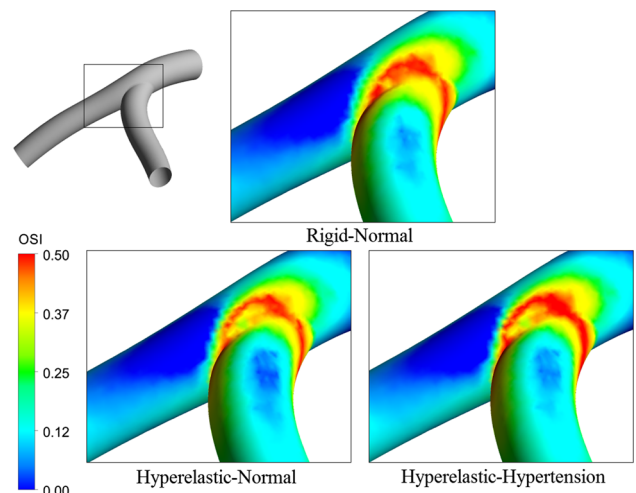 Rigid-Normal
OSI
0.50
0.37
0.25
0.12
0.00
Hyperelastic-Normal
Hyperelastic-Hypertension